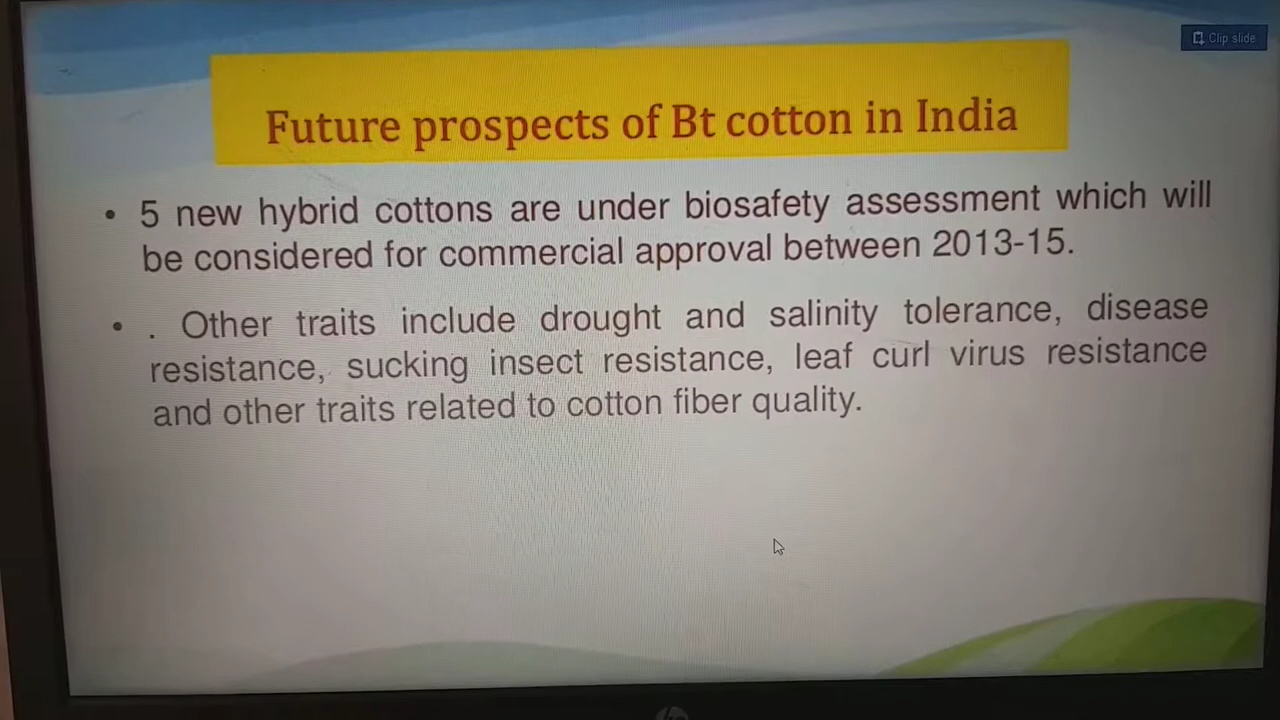 Clip slide
Future prospects of Bt cotton in India
• 5 new hybrid cottons are under biosafety assessment which will
be considered for commercial approval between 2013-15.
• . Other traits include drought and salinity tolerance, disease
resistance, sucking insect resistance, leaf curl virus resistance
and other traits related to cotton fiber quality.
hp